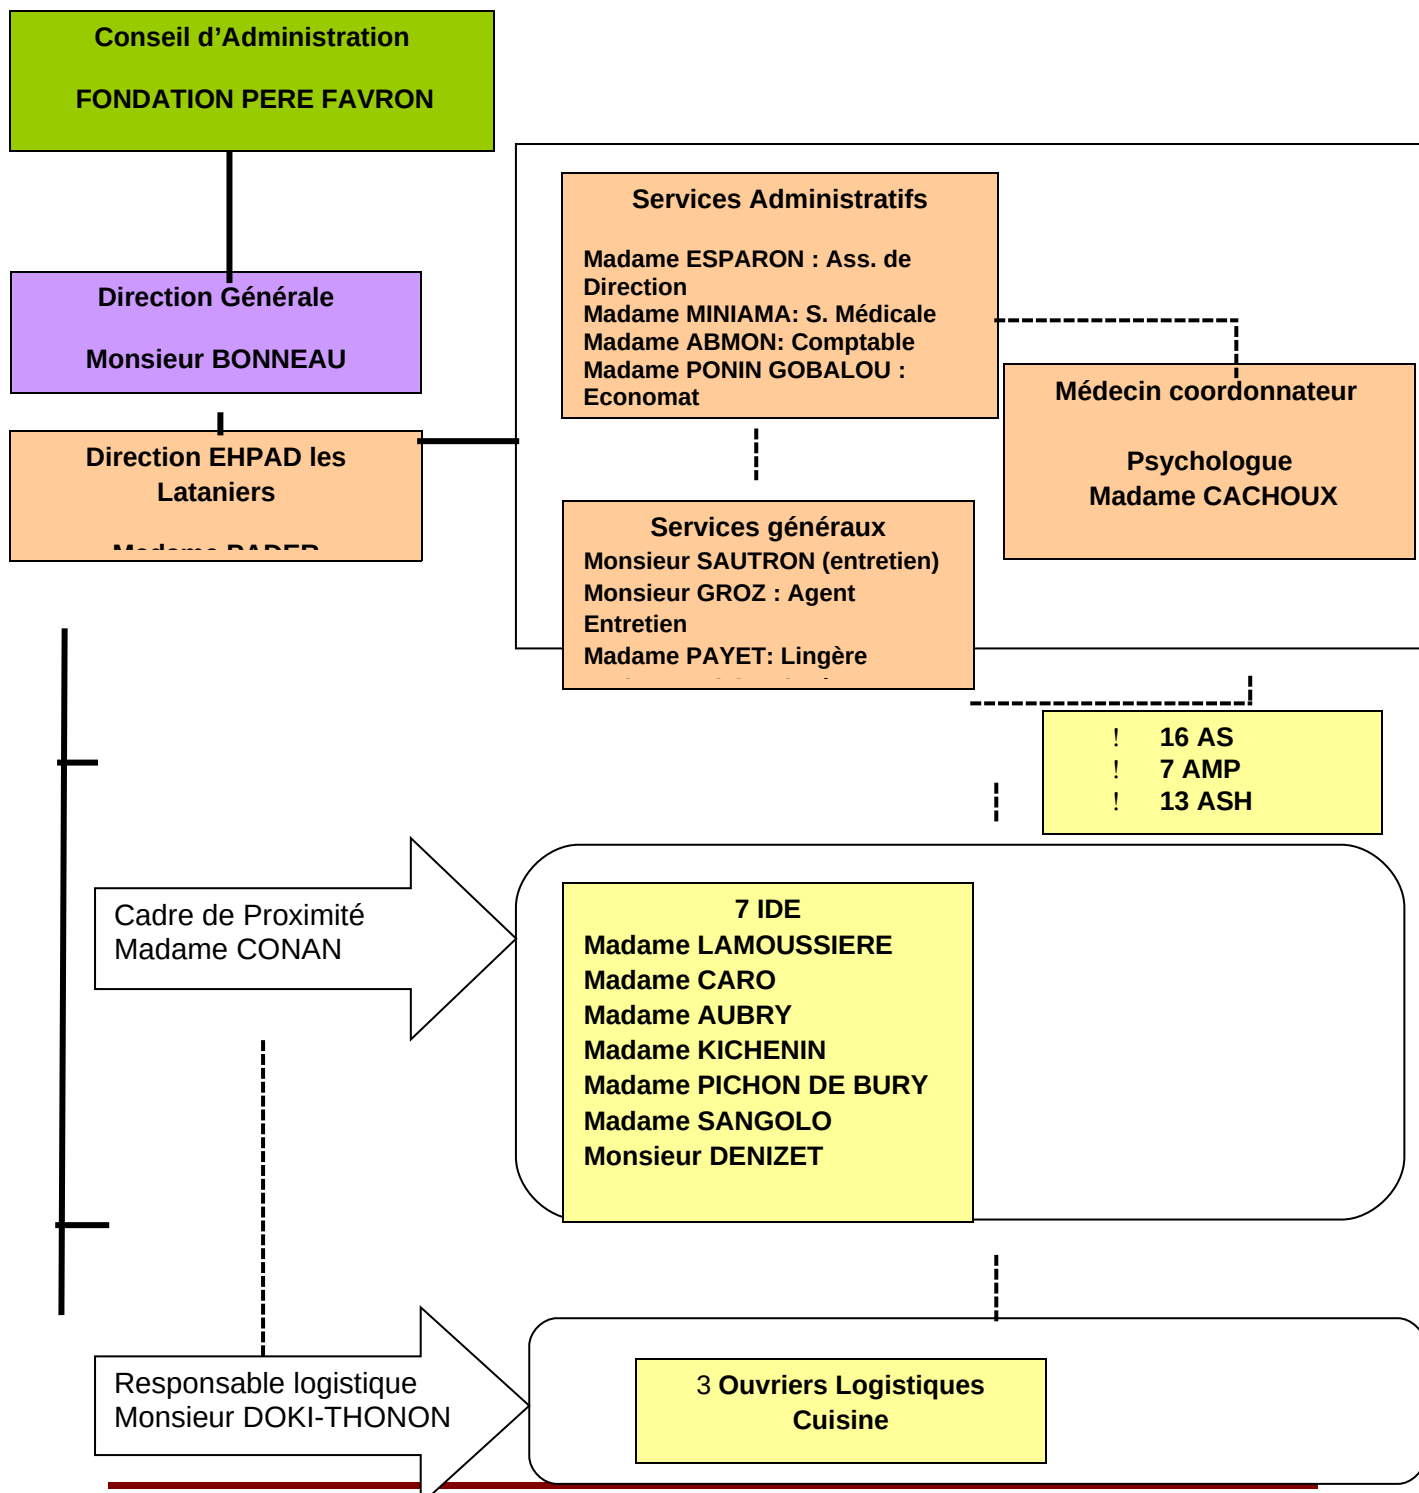 Conseil d’Administration
FONDATION PERE FAVRON
Direction Générale
Monsieur BONNEAU
Direction EHPAD les
Lataniers
Services Administratifs
Madame ESPARON : Ass. de
Direction
Madame MINIAMA: S. Médicale
Madame ABMON: Comptable
Madame PONIN GOBALOU :
Economat
Médecin coordonnateur
Psychologue
Madame CACHOUX
Services généraux
Monsieur SAUTRON (entretien)
Monsieur GROZ : Agent
Entretien
Madame PAYET: Lingère
! 16 AS
! 7 AMP
! 13 ASH
Cadre de Proximité
Madame CONAN
7 IDE
Madame LAMOUSSIERE
Madame CARO
Madame AUBRY
Madame KICHENIN
Madame PICHON DE BURY
Madame SANGOLO
Monsieur DENIZET
Responsable logistique
Monsieur DOKI-THONON
3 Ouvriers Logistiques
Cuisine